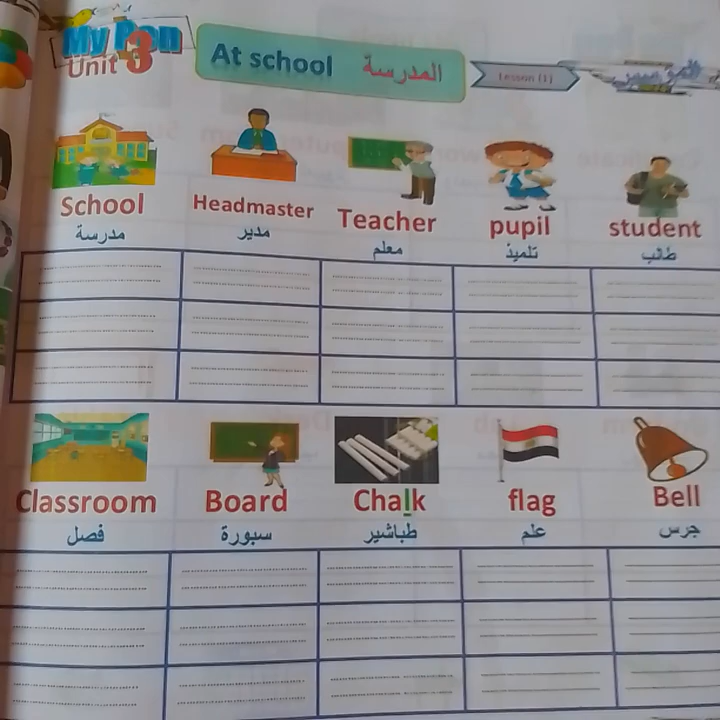 My Pen
Unit 3
At school المدرسة
Lesson (1)
School Headmaster Teacher pupil student
مدرسة مدير معلم تلميذ طالب
Classroom Board Chalk flag Bell
فصل سبورة طباشير علم جرس